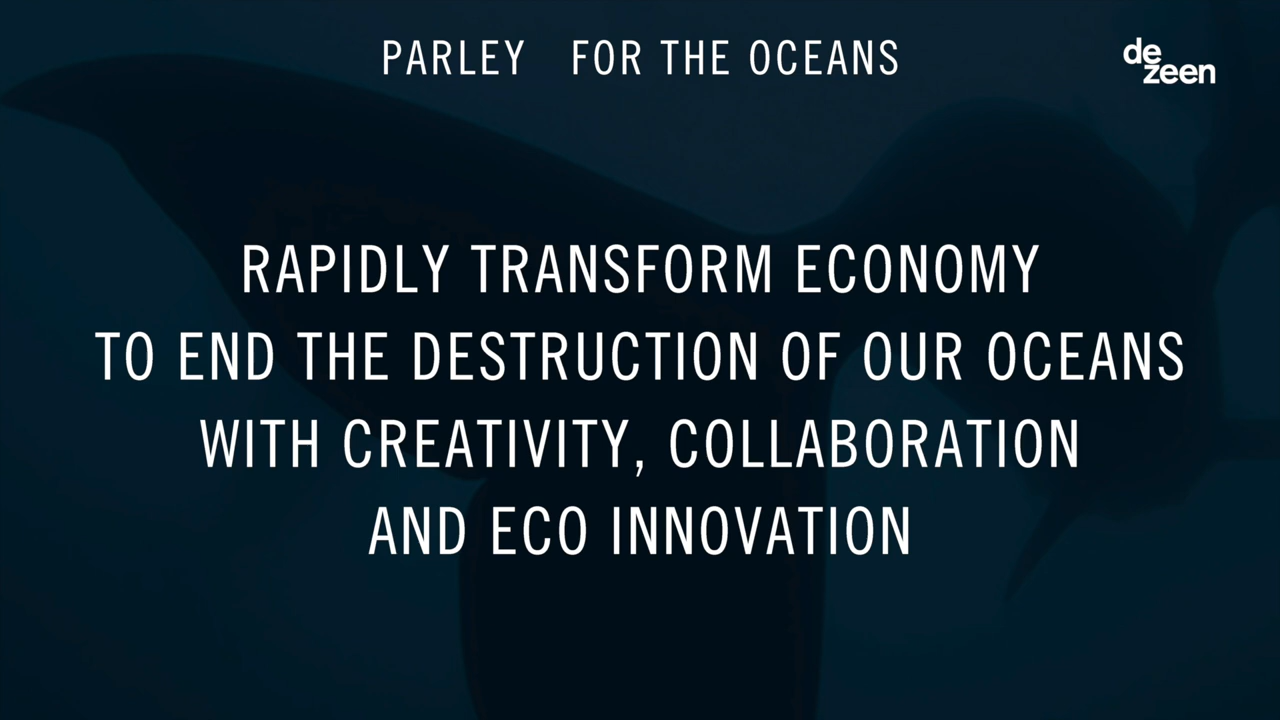 PARLEY FOR THE OCEANS
de
zeen
RAPIDLY TRANSFORM ECONOMY
TO END THE DESTRUCTION OF OUR OCEANS
WITH CREATIVITY, COLLABORATION
AND ECO INNOVATION